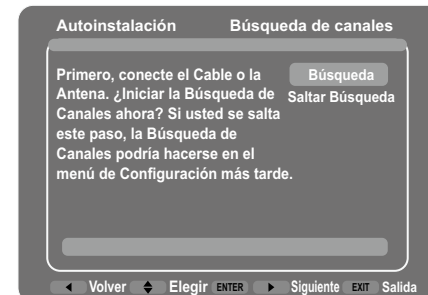 Autoinstalación Búsqueda de canales
Primero, conecte el Cable o la
Antena. ¿Iniciar la Búsqueda de
Canales ahora? Si usted se salta
este paso, la Búsqueda de
Canales podría hacerse en el
menú de Configuración más tarde.
Búsqueda
Saltar Búsqueda
Volver Elegir ENTER Siguiente EXIT Salida